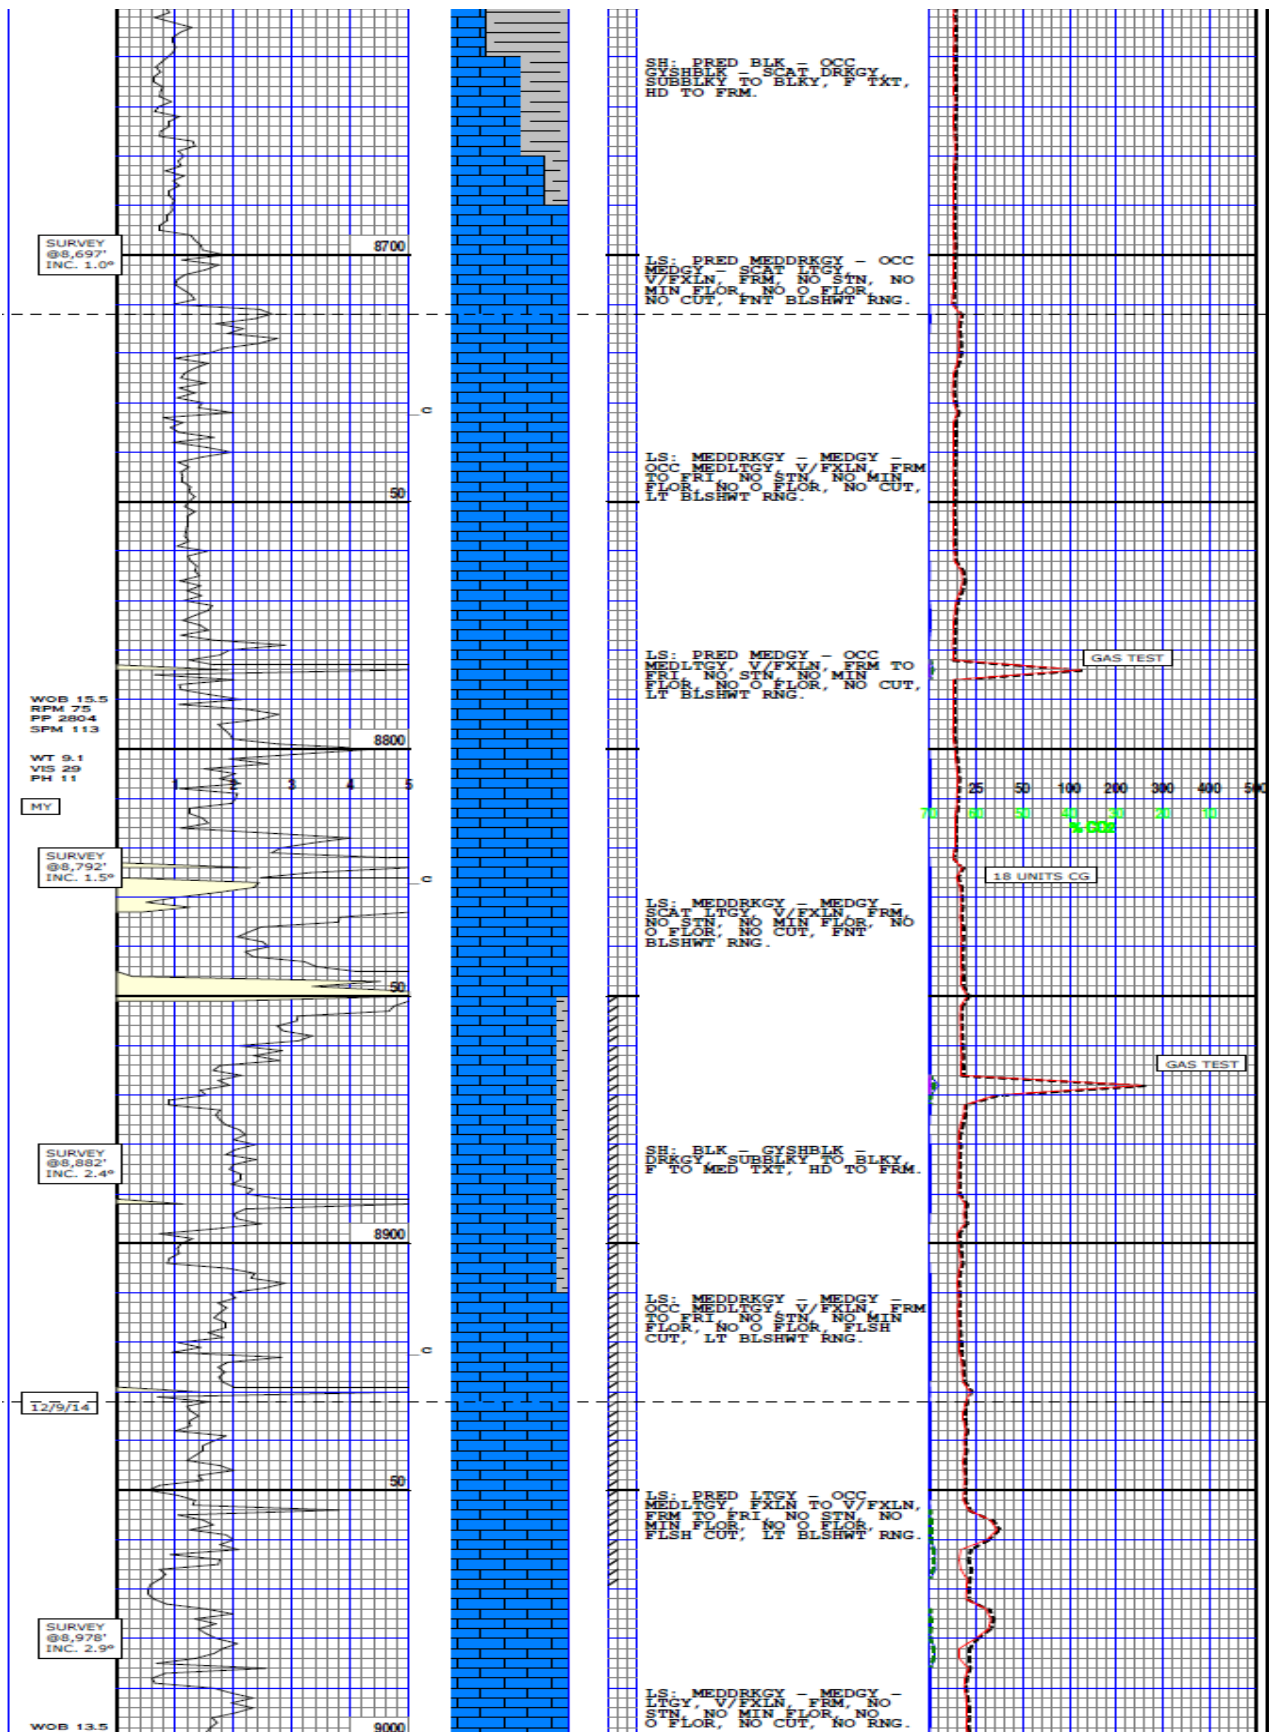 SH: PRED BLK - OCC
GYSHBLK - SCAT DRKGY,
SUBBLKY TO BLKY, F TXT,
HD TO FRM.
SURVEY
@8,697'
INC. 1.0°
8700
LS: PRED MEDDRKGY - OCC
MEDGY - SCAT LTGY,
V/FXLN, FRM, NO STN, NO
MIN FLOR, NO O FLOR,
NO CUT, FNT BLSHWT RNG.
C
LS: MEDDRKGY - MEDGY -
OCC MEDLTGY, V/FXLN, FRM
TO FRI, NO STN, NO MIN
FLOR, NO O FLOR, NO CUT,
LT BLSHWT RNG.
50
LS: PRED MEDGY - OCC
MEDLTGY, V/FXLN, FRM TO
FRI, NO STN, NO MIN
FLOR, NO O FLOR, NO CUT,
LT BLSHWT RNG.
GAS TEST
WOB 15.5
RPM 75
PP 2804
SPM 113
8800
WT 9.1
VIS 29
PH 11
1 2 3 4 5
25 50 100 200 300 400 500
MY
70 60 50 40 30 20 10
% CO2
SURVEY
@8,792'
INC. 1.5°
C
18 UNITS CG
LS: MEDDRKGY - MEDGY -
SCAT LTGY, V/FXLN, FRM,
NO STN, NO MIN FLOR, NO
O FLOR, NO CUT, FNT
BLSHWT RNG.
50
GAS TEST
SURVEY
@8,882'
INC. 2.4°
SH: BLK - GYSHBLK -
DRKGY, SUBBLKY TO BLKY,
F TO MED TXT, HD TO FRM.
8900
LS: MEDDRKGY - MEDGY -
OCC MEDLTGY, V/FXLN, FRM
TO FRI, NO STN, NO MIN
FLOR, NO O FLOR, FLSH
CUT, LT BLSHWT RNG.
C
12/9/14
50
LS: PRED LTGY - OCC
MEDLTGY, FXLN TO V/FXLN,
FRM TO FRI, NO STN, NO
MIN FLOR, NO O FLOR,
FLSH CUT, LT BLSHWT RNG.
SURVEY
@8,978'
INC. 2.9°
LS: MEDDRKGY - MEDGY -
LTGY, V/FXLN, FRM, NO
STN, NO MIN FLOR, NO
O FLOR, NO CUT, NO RNG.
WOB 13.5
9000